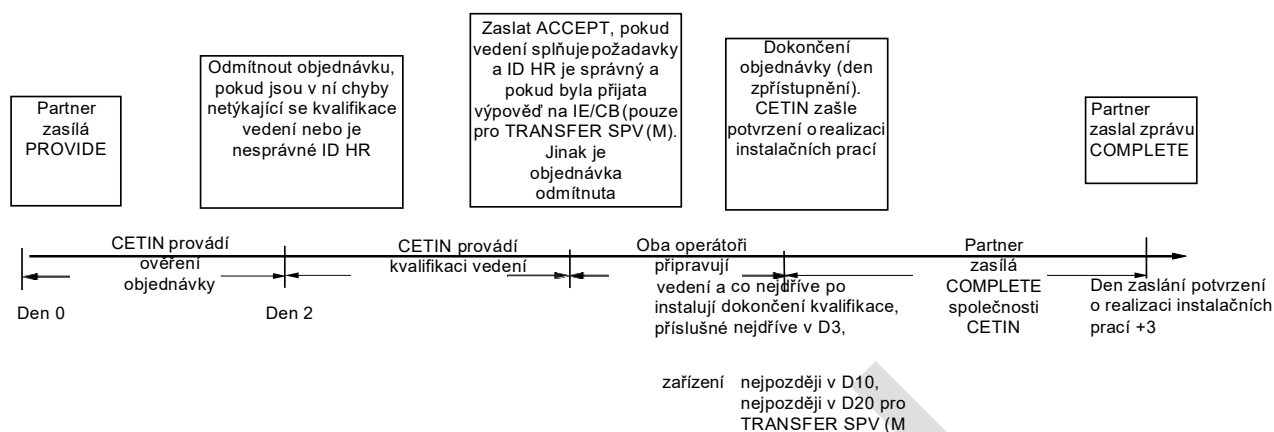 Partner
zasílá
PROVIDE
Odmítnout objednávku,
pokud jsou v ní chyby
netýkající se kvalifikace
vedení nebo je
nesprávné ID HR
Zaslat ACCEPT, pokud
vedení splňuje požadavky
a ID HR je správný a
pokud byla přijata
výpověď na IE/CB (pouze
pro TRANSFER SPV (M).
Jinak je
objednávka
odmítnuta
Dokončení
objednávky (den
zpřístupnění).
CETIN zašle
potvrzení o realizaci
instalačních prací
Partner
zaslal zprávu
COMPLETE
CETIN provádí
ověření
objednávky
CETIN provádí
kvalifikaci vedení
Oba operátoři
připravují
vedení a
instalují
příslušné
zařízení
Partner
zasílá
COMPLETE
společnosti
CETIN
Den 0
Den 2
co nejdříve po
dokončení kvalifikace,
nejdříve v D3,
nejpozději v D10,
nejpozději v D20 pro
TRANSFER SPV (M
Den zaslání potvrzení
o realizaci instalačních
prací +3